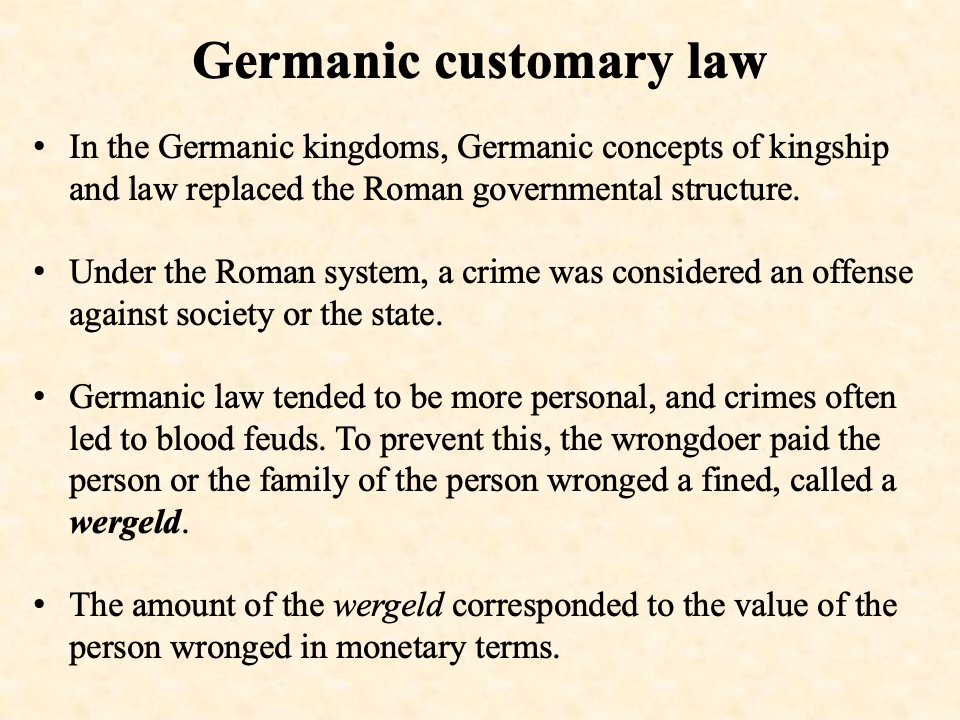 Germanic customary law
• In the Germanic kingdoms, Germanic concepts of kingship
and law replaced the Roman governmental structure.
• Under the Roman system, a crime was considered an offense
against society or the state.
• Germanic law tended to be more personal, and crimes often
led to blood feuds. To prevent this, the wrongdoer paid the
person or the family of the person wronged a fined, called a
wergeld.
• The amount of the wergeld corresponded to the value of the
person wronged in monetary terms.